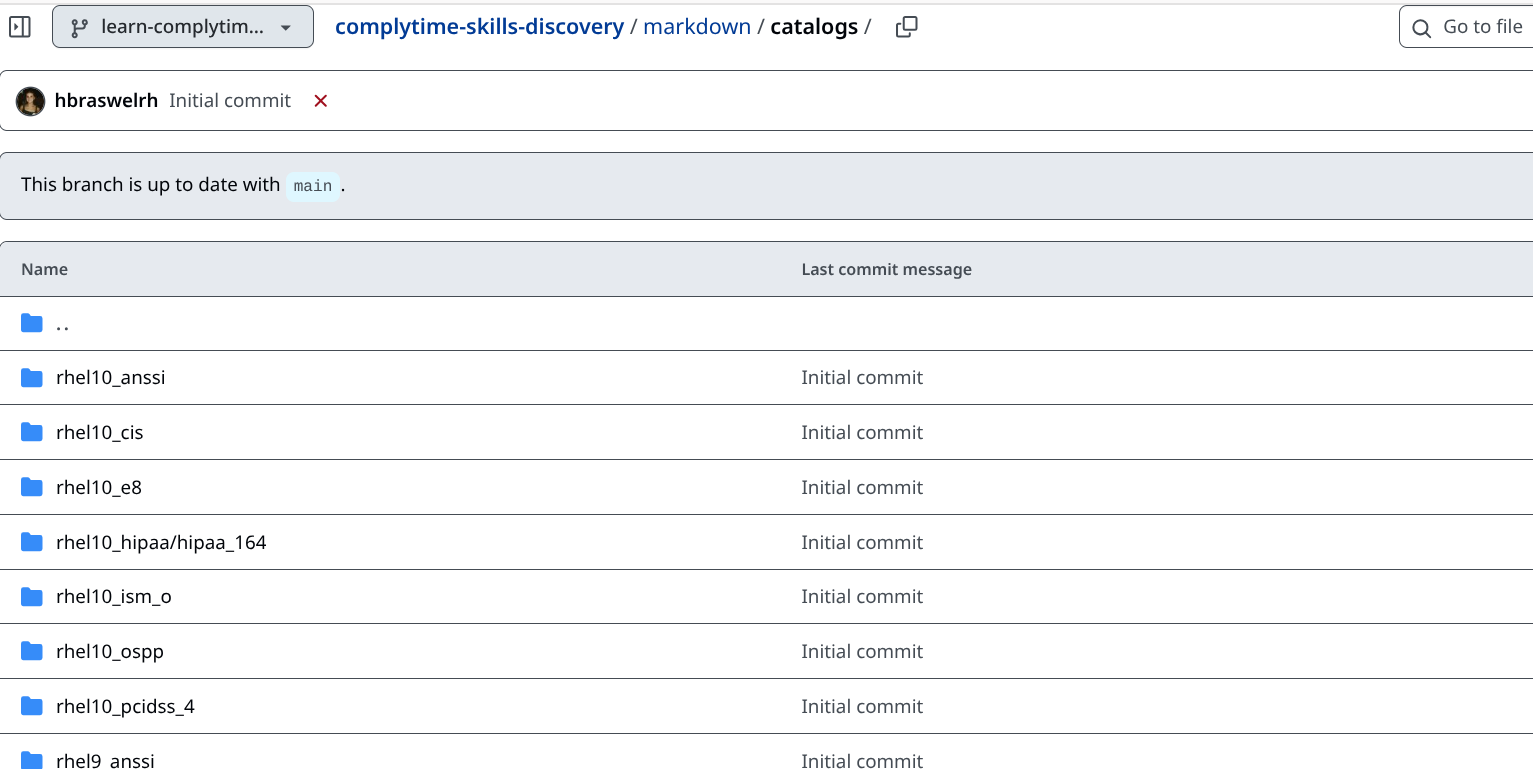 learn-complytim... complytime-skills-discovery / markdown / catalogs / Go to file
hbraswelrh Initial commit
This branch is up to date with main .
Name Last commit message
..
rhel10_anssi Initial commit
rhel10_cis Initial commit
rhel10_e8 Initial commit
rhel10_hipaa/hipaa_164 Initial commit
rhel10_ism_o Initial commit
rhel10_ospp Initial commit
rhel10_pcidss_4 Initial commit
rhel9_anssi Initial commit